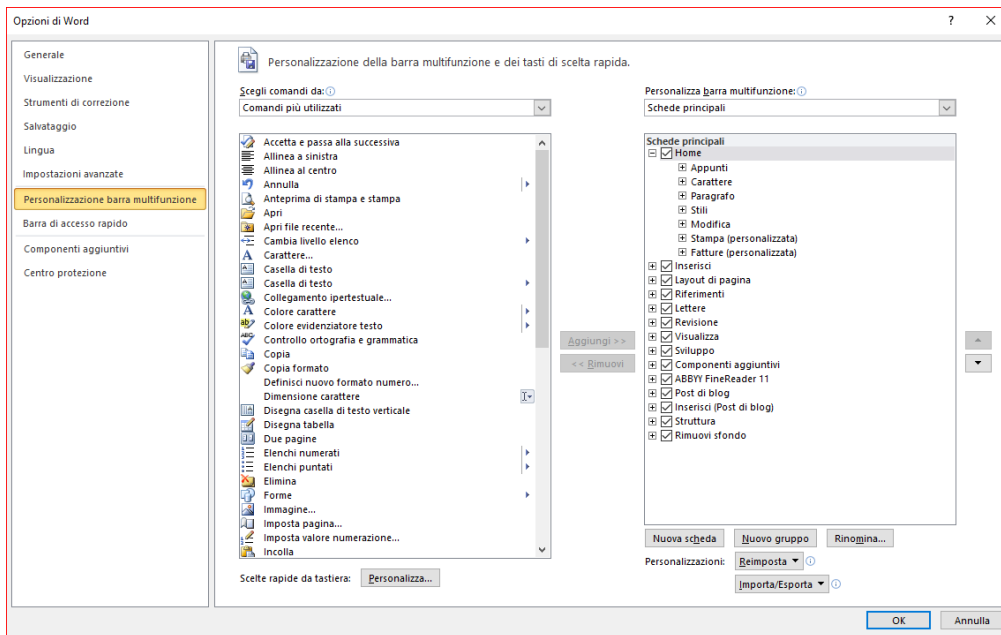 Opzioni di Word
Generale
Visualizzazione
Strumenti di correzione
Salvataggio
Lingua
Impostazioni avanzate
Personalizzazione barra multifunzione
Barra di accesso rapido
Componenti aggiuntivi
Centro protezione
Personalizzazione della barra multifunzione e dei tasti di scelta rapida.
Scegli comandi da:
Comandi più utilizzati
Accetta e passa alla successiva
Allinea a sinistra
Allinea al centro
Annulla
Anteprima di stampa e stampa
Apri
Apri file recente...
Cambia livello elenco
Carattere...
Casella di testo
Casella di testo
Collegamento ipertestuale...
Colore carattere
Colore evidenziatore testo
Controllo ortografia e grammatica
Copia
Copia formato
Definisci nuovo formato numero...
Dimensione carattere
Disegna casella di testo verticale
Disegna tabella
Due pagine
Elenchi numerati
Elenchi puntati
Elimina
Forme
Immagine...
Imposta pagina...
Imposta valore numerazione...
Incolla
Scelte rapide da tastiera: Personalizza...
Aggiungi >>
<< Rimuovi
Personalizza barra multifunzione:
Schede principali
Schede principali
Home
Appunti
Carattere
Paragrafo
Stili
Modifica
Stampa (personalizzata)
Fatture (personalizzata)
Inserisci
Layout di pagina
Riferimenti
Lettere
Revisione
Visualizza
Sviluppo
Componenti aggiuntivi
ABBYY FineReader 11
Post di blog
Inserisci (Post di blog)
Struttura
Rimuovi sfondo
Nuova scheda Nuovo gruppo Rinomina...
Personalizzazioni: Reimposta
Importa/Esporta
OK Annulla